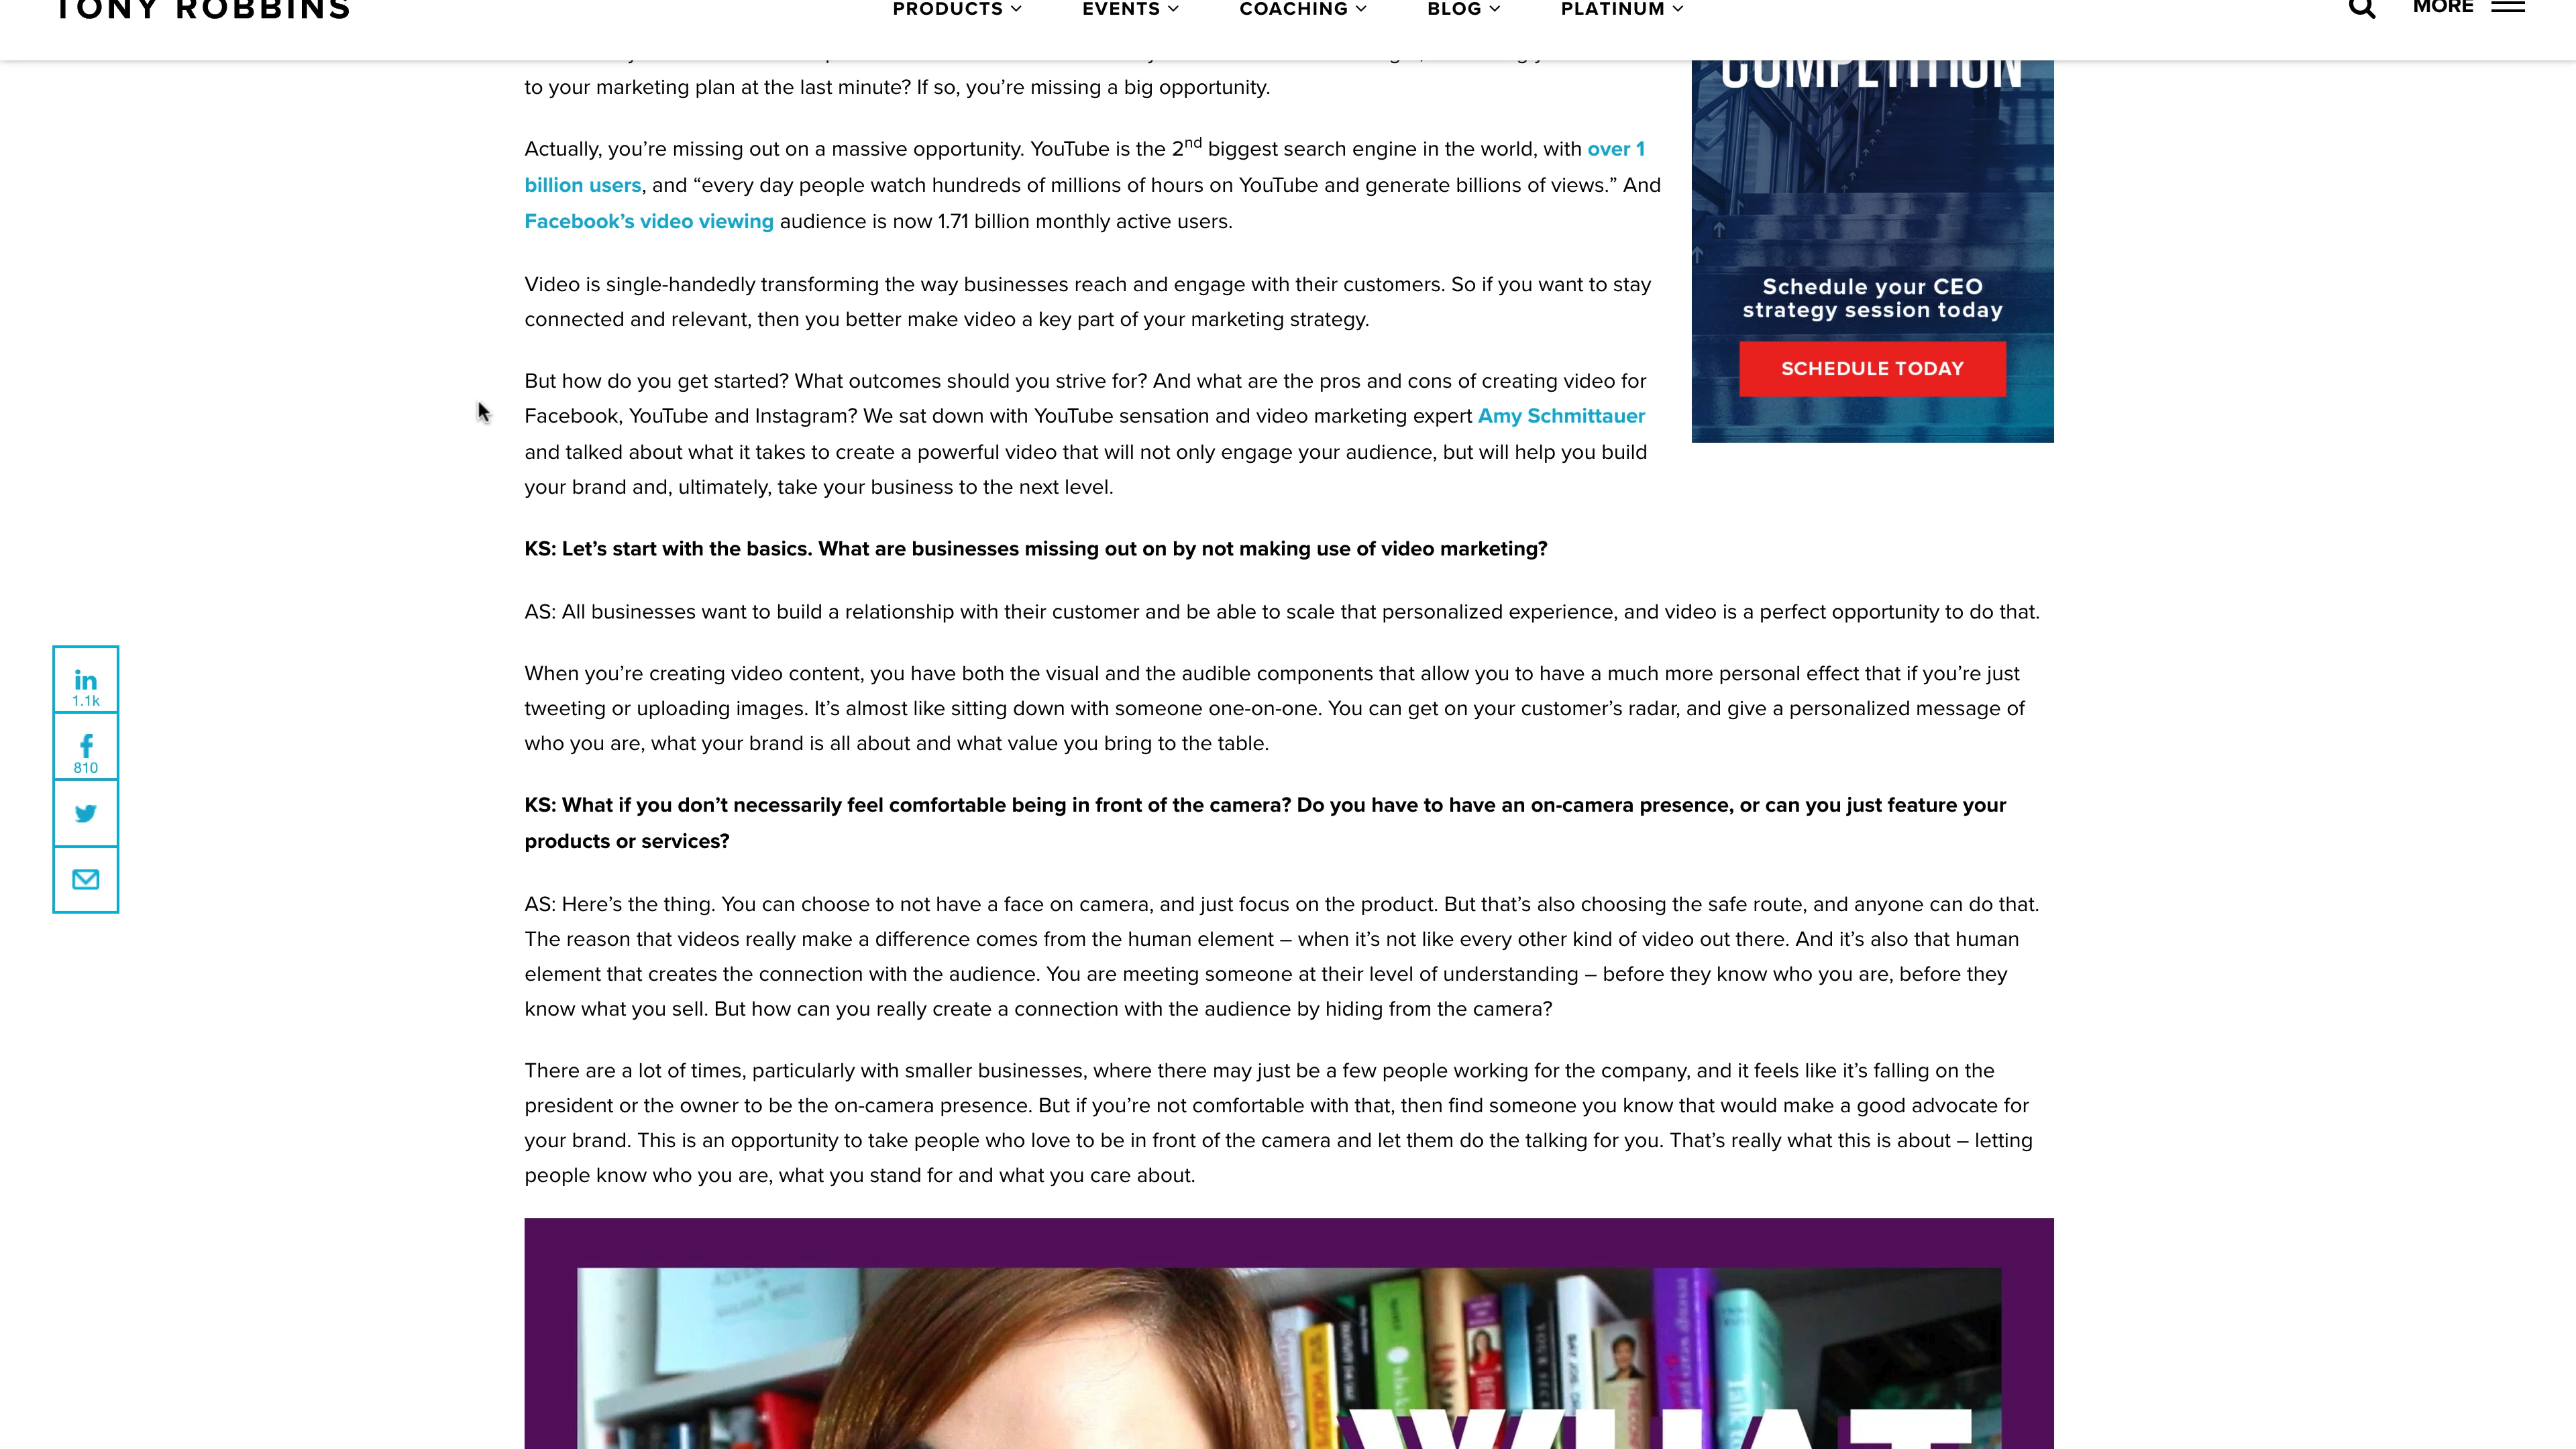 TONY ROBBINS
PRODUCTS
EVENTS
COACHING
BLOG
PLATINUM
MORE
to your marketing plan at the last minute? If so, you’re missing a big opportunity.
Actually, you’re missing out on a massive opportunity. YouTube is the 2nd biggest search engine in the world, with over 1
billion users, and “every day people watch hundreds of millions of hours on YouTube and generate billions of views.” And
Facebook’s video viewing audience is now 1.71 billion monthly active users.
Video is single-handedly transforming the way businesses reach and engage with their customers. So if you want to stay
connected and relevant, then you better make video a key part of your marketing strategy.
But how do you get started? What outcomes should you strive for? And what are the pros and cons of creating video for
Facebook, YouTube and Instagram? We sat down with YouTube sensation and video marketing expert Amy Schmittauer
and talked about what it takes to create a powerful video that will not only engage your audience, but will help you build
your brand and, ultimately, take your business to the next level.
COMPETITION
Schedule your CEO
strategy session today
SCHEDULE TODAY
KS: Let’s start with the basics. What are businesses missing out on by not making use of video marketing?
AS: All businesses want to build a relationship with their customer and be able to scale that personalized experience, and video is a perfect opportunity to do that.
When you’re creating video content, you have both the visual and the audible components that allow you to have a much more personal effect that if you’re just
tweeting or uploading images. It’s almost like sitting down with someone one-on-one. You can get on your customer’s radar, and give a personalized message of
who you are, what your brand is all about and what value you bring to the table.
KS: What if you don’t necessarily feel comfortable being in front of the camera? Do you have to have an on-camera presence, or can you just feature your
products or services?
AS: Here’s the thing. You can choose to not have a face on camera, and just focus on the product. But that’s also choosing the safe route, and anyone can do that.
The reason that videos really make a difference comes from the human element – when it’s not like every other kind of video out there. And it’s also that human
element that creates the connection with the audience. You are meeting someone at their level of understanding – before they know who you are, before they
know what you sell. But how can you really create a connection with the audience by hiding from the camera?
There are a lot of times, particularly with smaller businesses, where there may just be a few people working for the company, and it feels like it’s falling on the
president or the owner to be the on-camera presence. But if you’re not comfortable with that, then find someone you know that would make a good advocate for
your brand. This is an opportunity to take people who love to be in front of the camera and let them do the talking for you. That’s really what this is about – letting
people know who you are, what you stand for and what you care about.
in
1.1k
810
WHAT